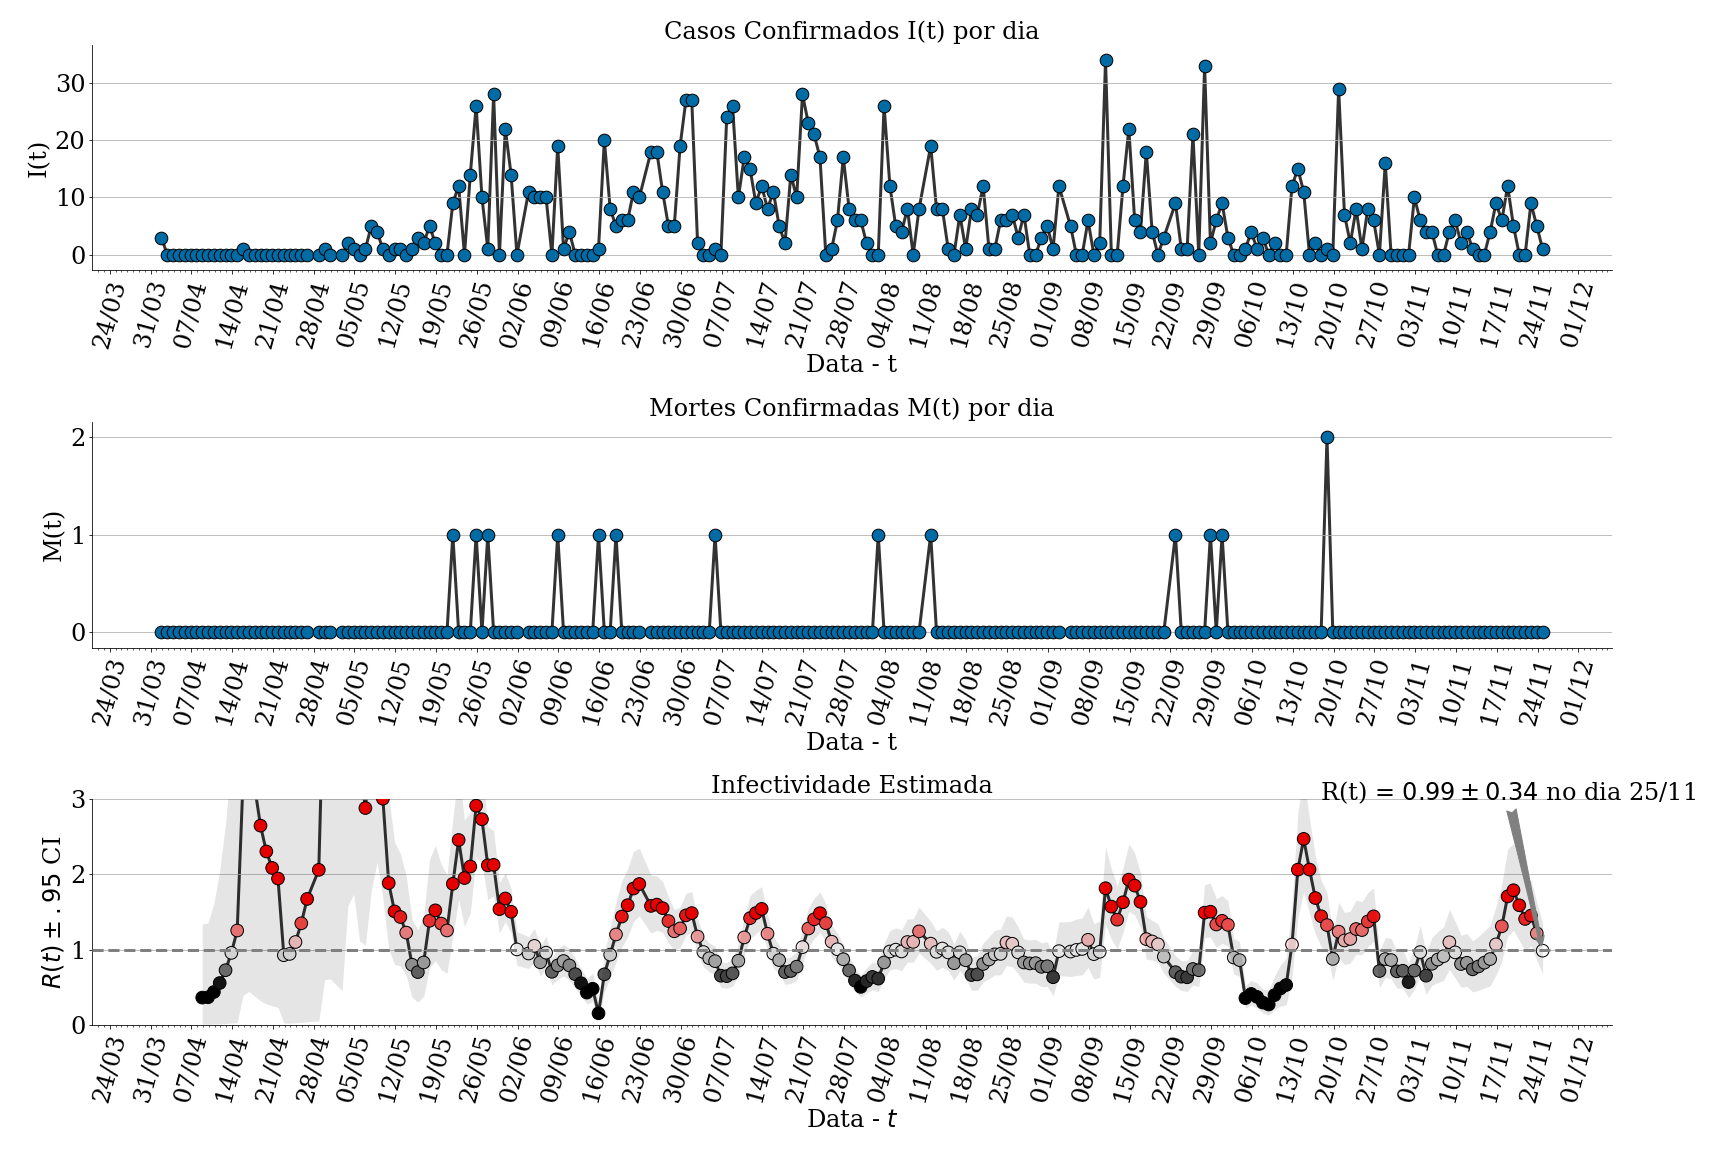 Casos Confirmados I(t) por dia
I(t)
30
20
10
0
24/03 31/03 07/04 14/04 21/04 28/04 05/05 12/05 19/05 26/05 02/06 09/06 16/06 23/06 30/06 07/07 14/07 21/07 28/07 04/08 11/08 18/08 25/08 01/09 08/09 15/09 22/09 29/09 06/10 13/10 20/10 27/10 03/11 10/11 17/11 24/11 01/12
Data - t
Mortes Confirmadas M(t) por dia
M(t)
2
1
0
24/03 31/03 07/04 14/04 21/04 28/04 05/05 12/05 19/05 26/05 02/06 09/06 16/06 23/06 30/06 07/07 14/07 21/07 28/07 04/08 11/08 18/08 25/08 01/09 08/09 15/09 22/09 29/09 06/10 13/10 20/10 27/10 03/11 10/11 17/11 24/11 01/12
Data - t
Infectividade Estimada
R(t) = 0.99 ± 0.34 no dia 25/11
R(t) ± .95 CI
3
2
1
0
24/03 31/03 07/04 14/04 21/04 28/04 05/05 12/05 19/05 26/05 02/06 09/06 16/06 23/06 30/06 07/07 14/07 21/07 28/07 04/08 11/08 18/08 25/08 01/09 08/09 15/09 22/09 29/09 06/10 13/10 20/10 27/10 03/11 10/11 17/11 24/11 01/12
Data - t